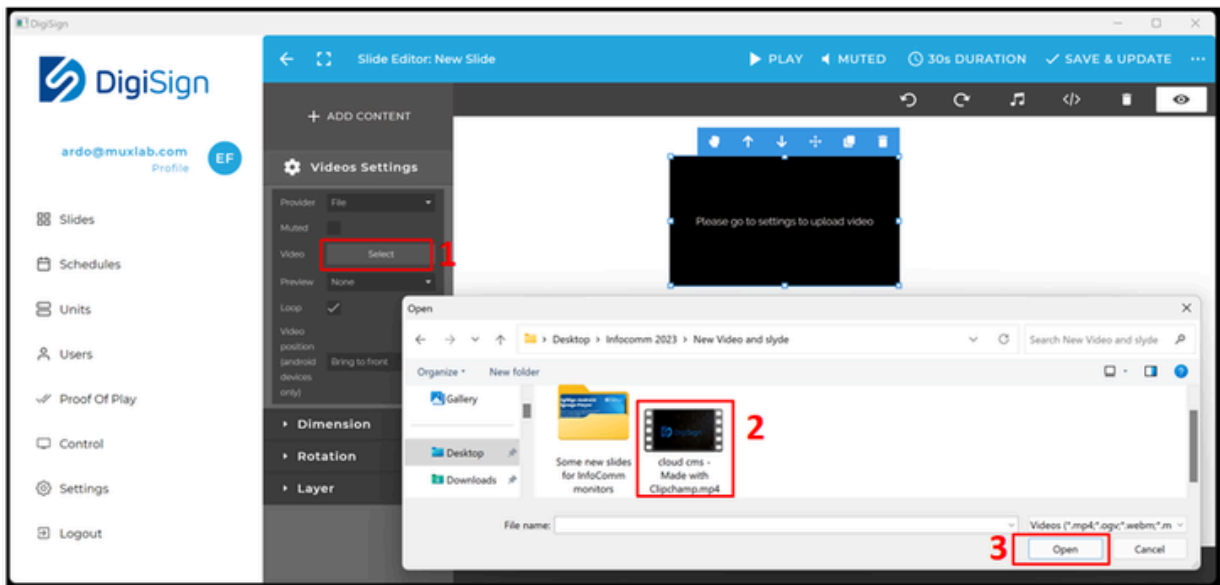 DigiSign
DigiSign
ardo@muxlab.com
Profile
EF
Slides
Schedules
Units
Users
Proof Of Play
Control
Settings
Logout
Slide Editor: New Slide
PLAY
MUTED
30s DURATION
SAVE & UPDATE
+ ADD CONTENT
</>
Videos Settings
Provider File
Muted
Video Select 1
Preview None
Loop
Video
position
(android
devices
only)
Bring to front
Dimension
Rotation
Layer
Please go to settings to upload video
Open
Desktop > Infocomm 2023 > New Video and slyde
Search New Video and slyde
Organize
New folder
Gallery
Desktop
Downloads
Some new slides
for InfoComm
monitors
DigiSign
cloud cms -
Made with
Clipchamp.mp4
2
File name:
Videos (*.mp4;*.ogv;*.webm;*.m
3
Open
Cancel